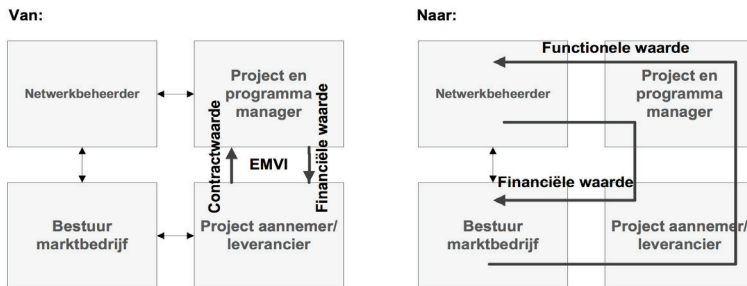 Van:
Netwerkbeheerder
Project en
programma
manager
Contractwaarde
EMVI
Financiële waarde
Bestuur
marktbedrijf
Project aannemer/
leverancier
Naar:
Functionele waarde
Netwerkbeheerder
Project en
programma
manager
Financiële waarde
Bestuur
marktbedrijf
Project aannemer/
leverancier